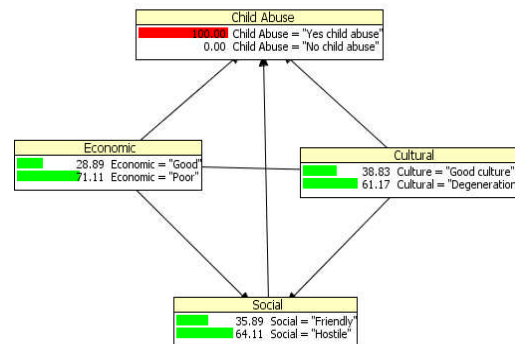 Child Abuse
100.00 Child Abuse = "Yes child abuse"
0.00 Child Abuse = "No child abuse"
Economic
28.89 Economic = "Good"
71.11 Economic = "Poor"
Cultural
38.83 Culture = "Good culture"
61.17 Cultural = "Degeneration
Social
35.89 Social = "Friendly"
64.11 Social = "Hostile"